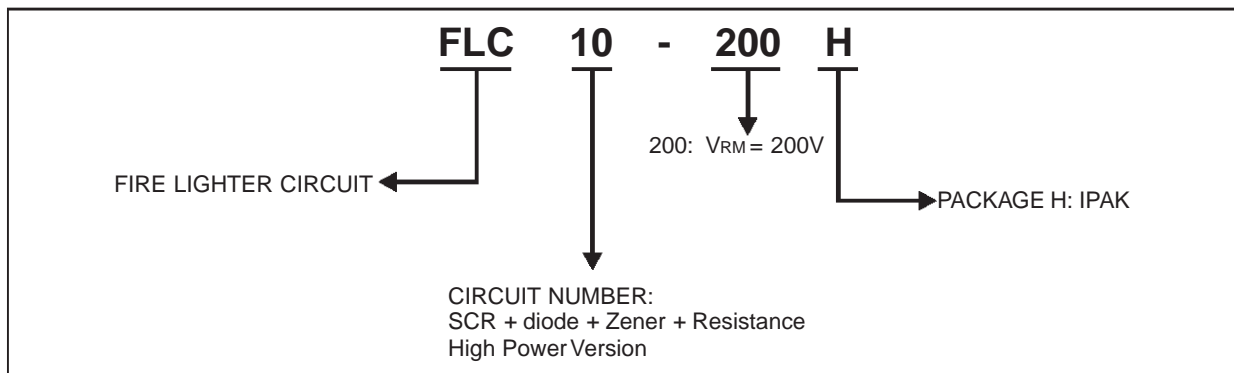 FLC 10 - 200 H
200: VRM = 200V
FIRE LIGHTER CIRCUIT
PACKAGE H: IPAK
CIRCUIT NUMBER:
SCR + diode + Zener + Resistance
High Power Version